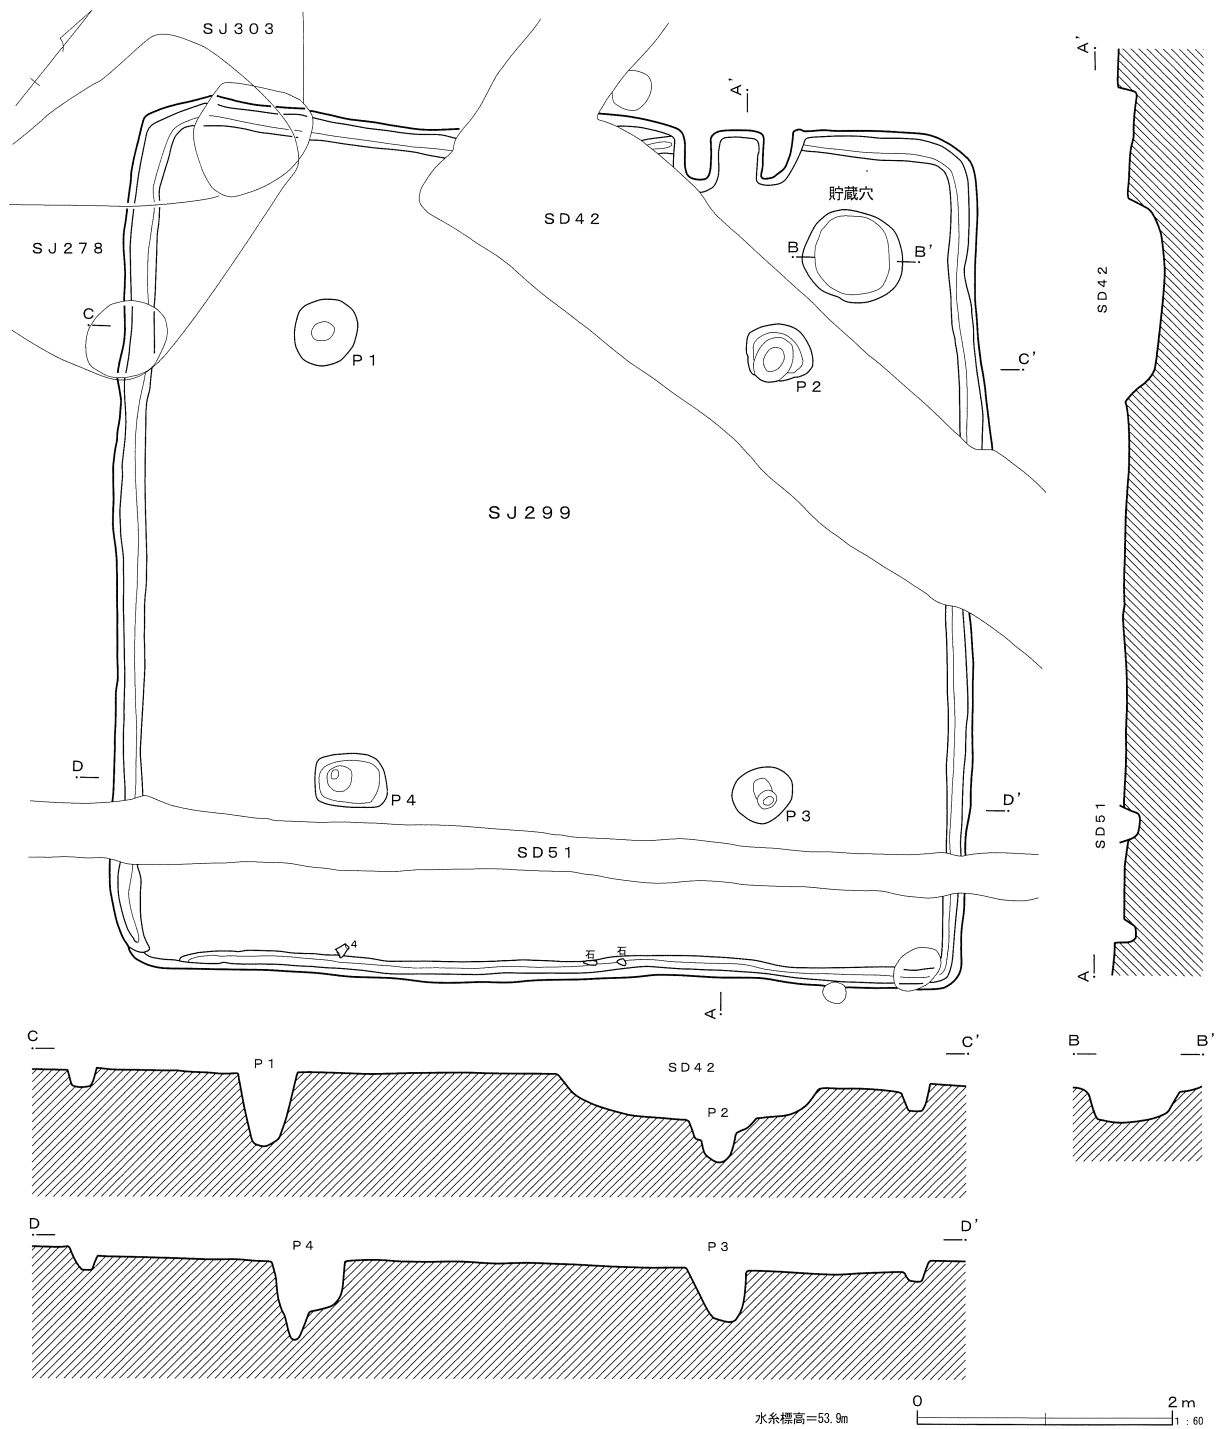 SJ303
A'
A'
貯蔵穴
SD42
SJ278
B
B'
SD42
C
P1
C'
P2
SJ299
D
P4
D'
P3
SD51
SD51
4
石
石
A
A
C
P1
SD42
C'
B
B'
P2
D
P4
P3
D'
0
2m
水糸標高＝53.9m
1:60